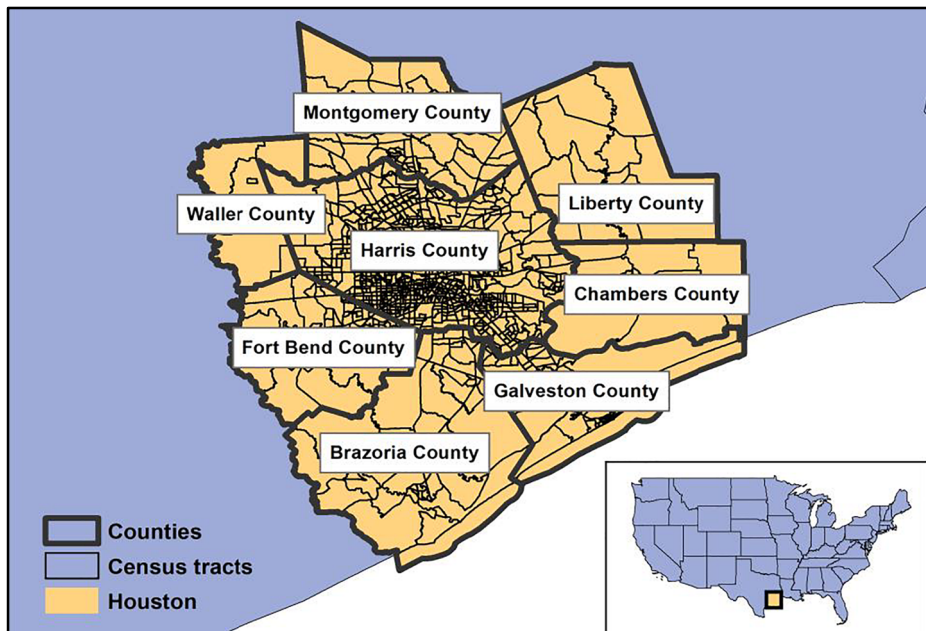 Montgomery County
Liberty County
Waller County
Harris County
Chambers County
Fort Bend County
Galveston County
Brazoria County
Counties
Census tracts
Houston